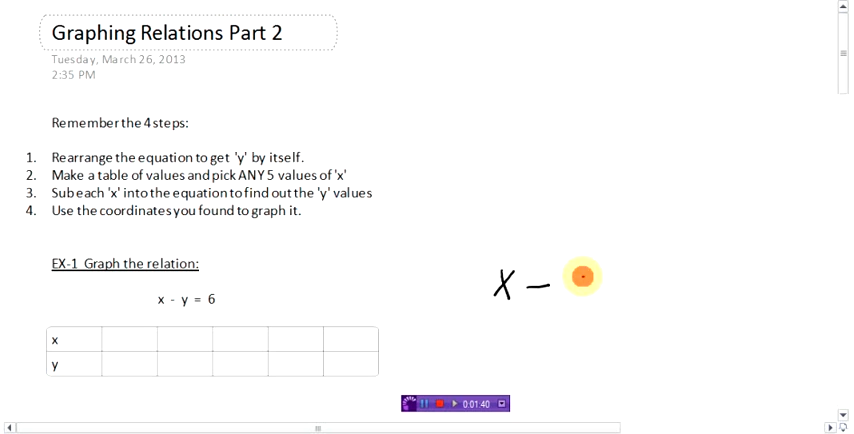 Graphing Relations Part 2
Tuesday, March 26, 2013
2:35 PM
Remember the 4 steps:
1. Rearrange the equation to get 'y' by itself.
2. Make a table of values and pick ANY 5 values of 'x'
3. Sub each 'x' into the equation to find out the 'y' values
4. Use the coordinates you found to graph it.
EX-1 Graph the relation:
x - y = 6
X -
x
y
0:01:40